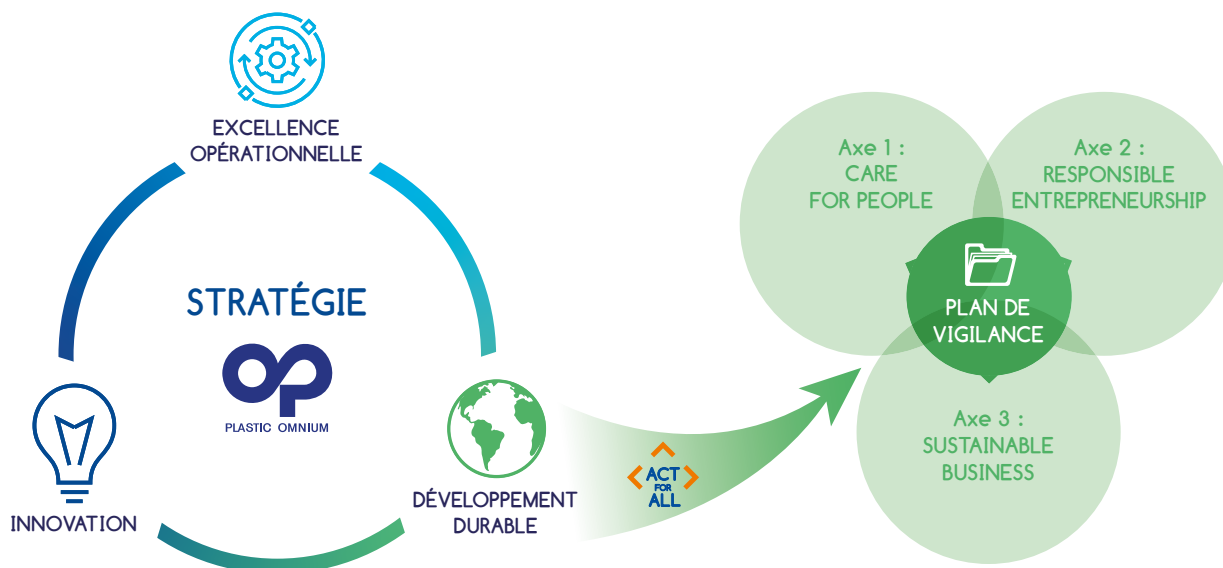 EXCELLENCE
OPÉRATIONNELLE
STRATÉGIE
PLASTIC OMNIUM
INNOVATION
DÉVELOPPEMENT
DURABLE
ACT
FOR
ALL
Axe 1 :
CARE
FOR PEOPLE
Axe 2 :
RESPONSIBLE
ENTREPRENEURSHIP
PLAN DE
VIGILANCE
Axe 3 :
SUSTAINABLE
BUSINESS